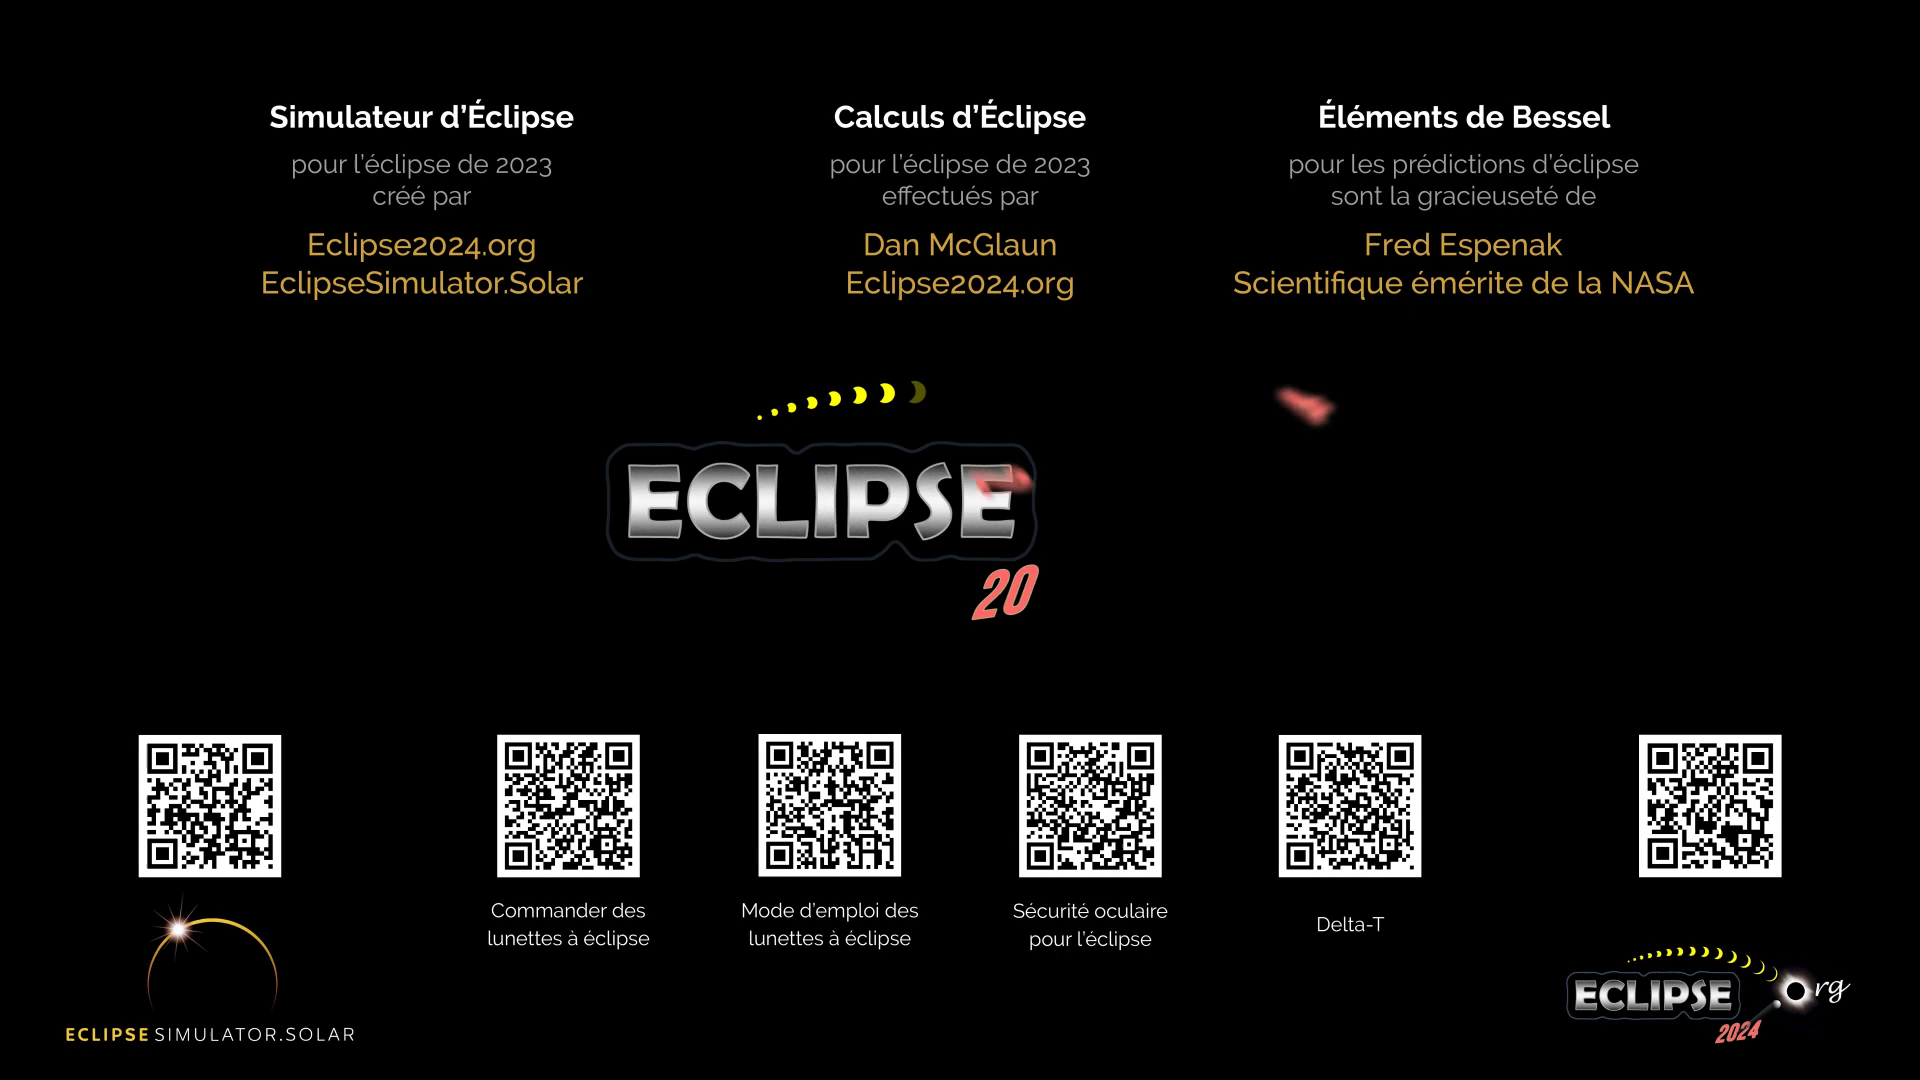 Simulateur d'Éclipse
pour l'éclipse de 2023
créé par
Eclipse2024.org
EclipseSimulator.Solar
Calculs d'Éclipse
pour l'éclipse de 2023
effectués par
Dan McGlaun
Eclipse2024.org
Éléments de Bessel
pour les prédictions d'éclipse
sont la gracieuseté de
Fred Espenak
Scientifique émérite de la NASA
ECLIPSE
20
Commander des
lunettes à éclipse
Mode d'emploi des
lunettes à éclipse
Sécurité oculaire
pour l'éclipse
Delta-T
ECLIPSESIMULATOR.SOLAR
ECLIPSE rg
2024